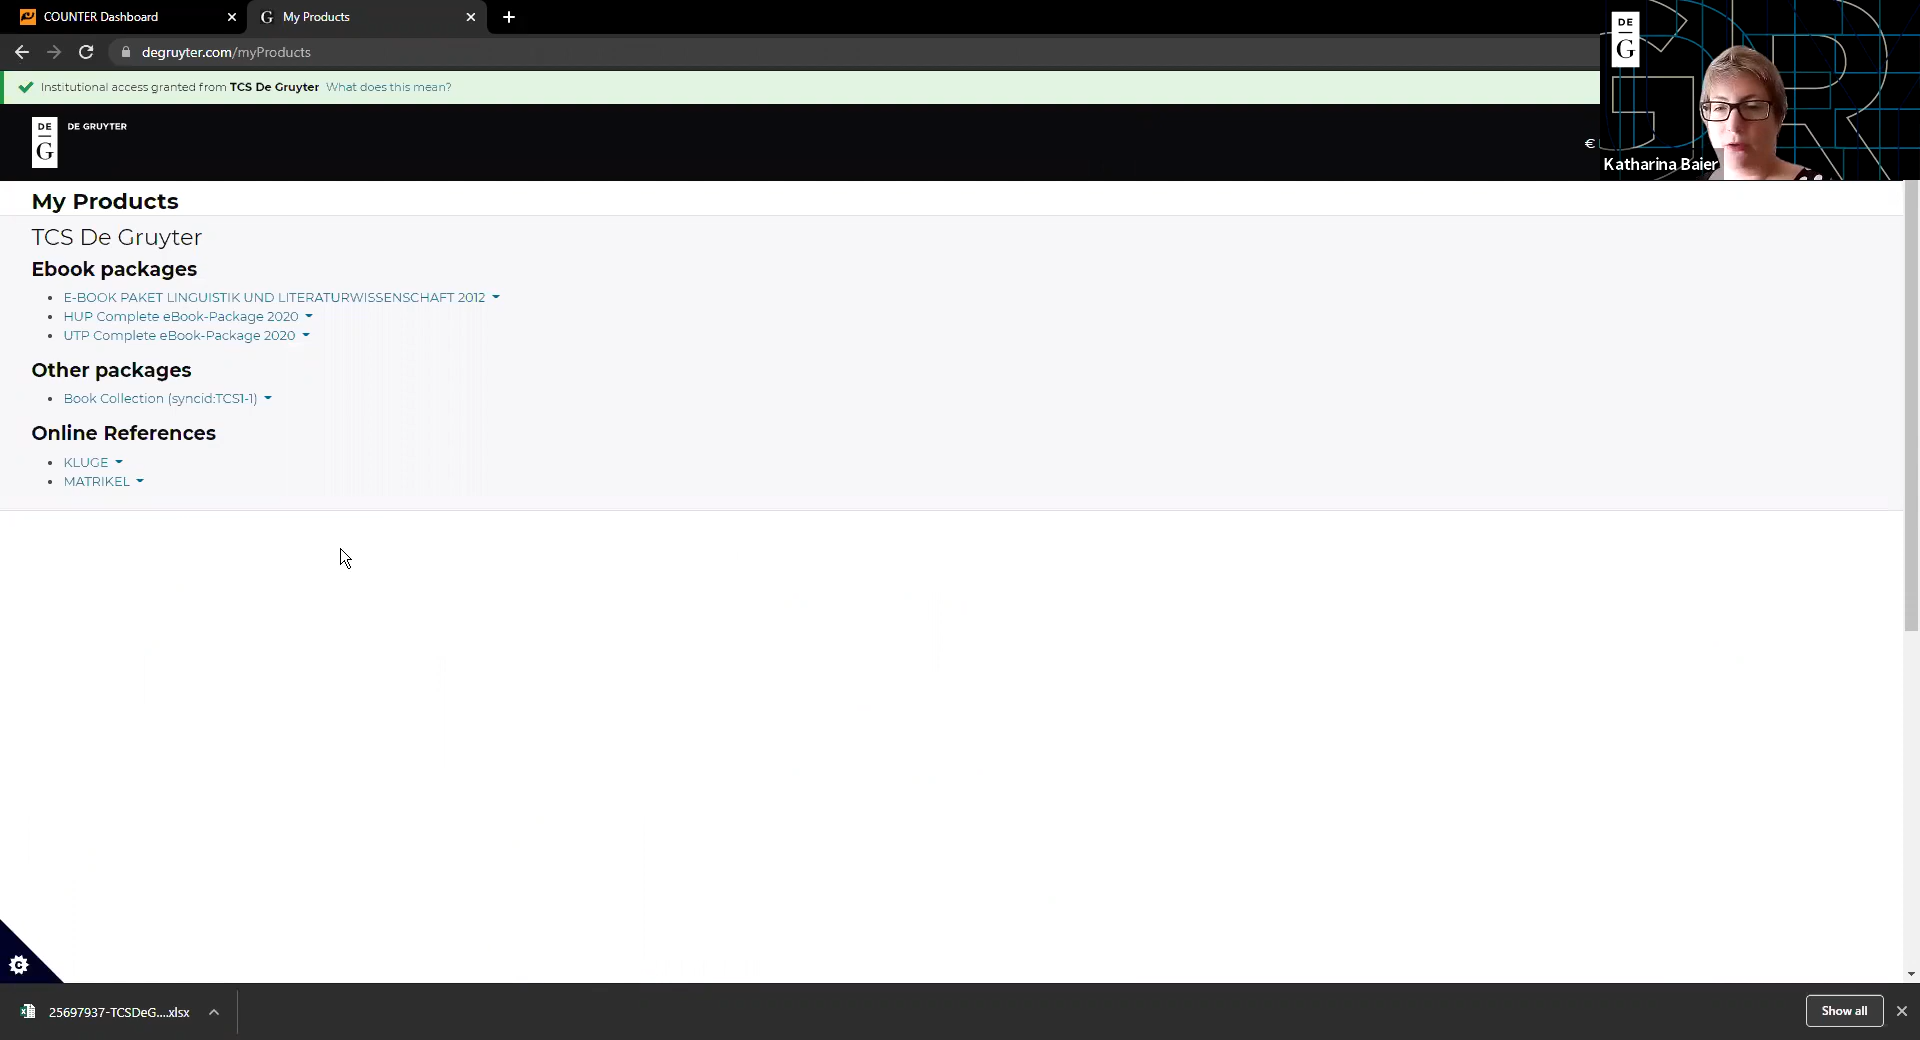 COUNTER Dashboard
My Products
degruyter.com/myProducts
Institutional access granted from TCS De Gruyter What does this mean?
DE
G
DE GRUYTER
€
DE
G
Katharina Baier
My Products
TCS De Gruyter
Ebook packages
E-BOOK PAKET LINGUISTIK UND LITERATURWISSENSCHAFT 2012
HUP Complete eBook-Package 2020
UTP Complete eBook-Package 2020
Other packages
Book Collection (syncid:TCS1-1)
Online References
KLUGE
MATRIKEL
25697937-TCSDeG....xlsx
Show all